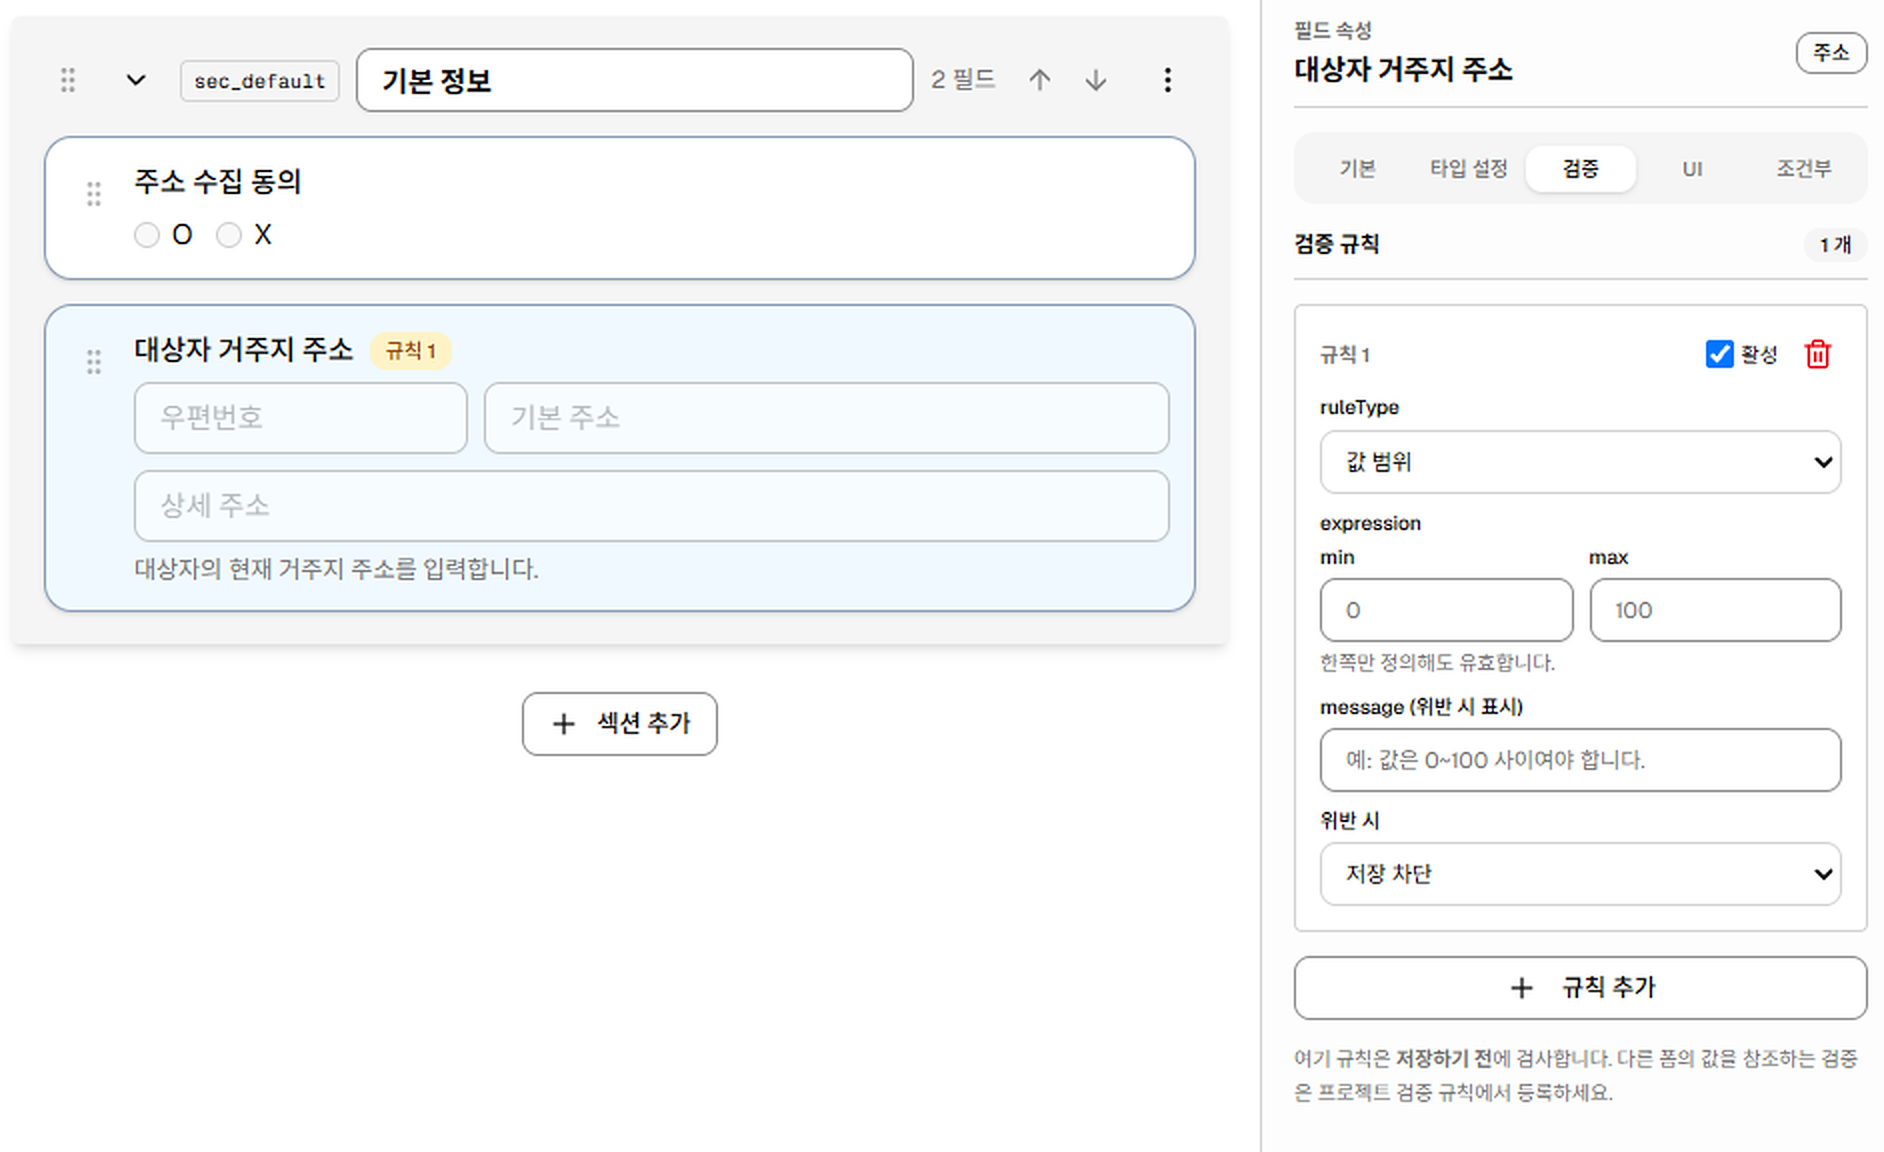 sec_default
기본 정보
2 필드
주소 수집 동의
O X
대상자 거주지 주소 규칙 1
우편번호
기본 주소
상세 주소
대상자의 현재 거주지 주소를 입력합니다.
섹션 추가
필드 속성
대상자 거주지 주소
주소
기본
타입 설정
검증
UI
조건부
검증 규칙
1 개
규칙 1
활성
ruleType
값 범위
expression
min
max
0
100
한쪽만 정의해도 유효합니다.
message (위반 시 표시)
예: 값은 0~100 사이여야 합니다.
위반 시
저장 차단
규칙 추가
여기 규칙은 저장하기 전에 검사합니다. 다른 폼의 값을 참조하는 검증
은 프로젝트 검증 규칙에서 등록하세요.